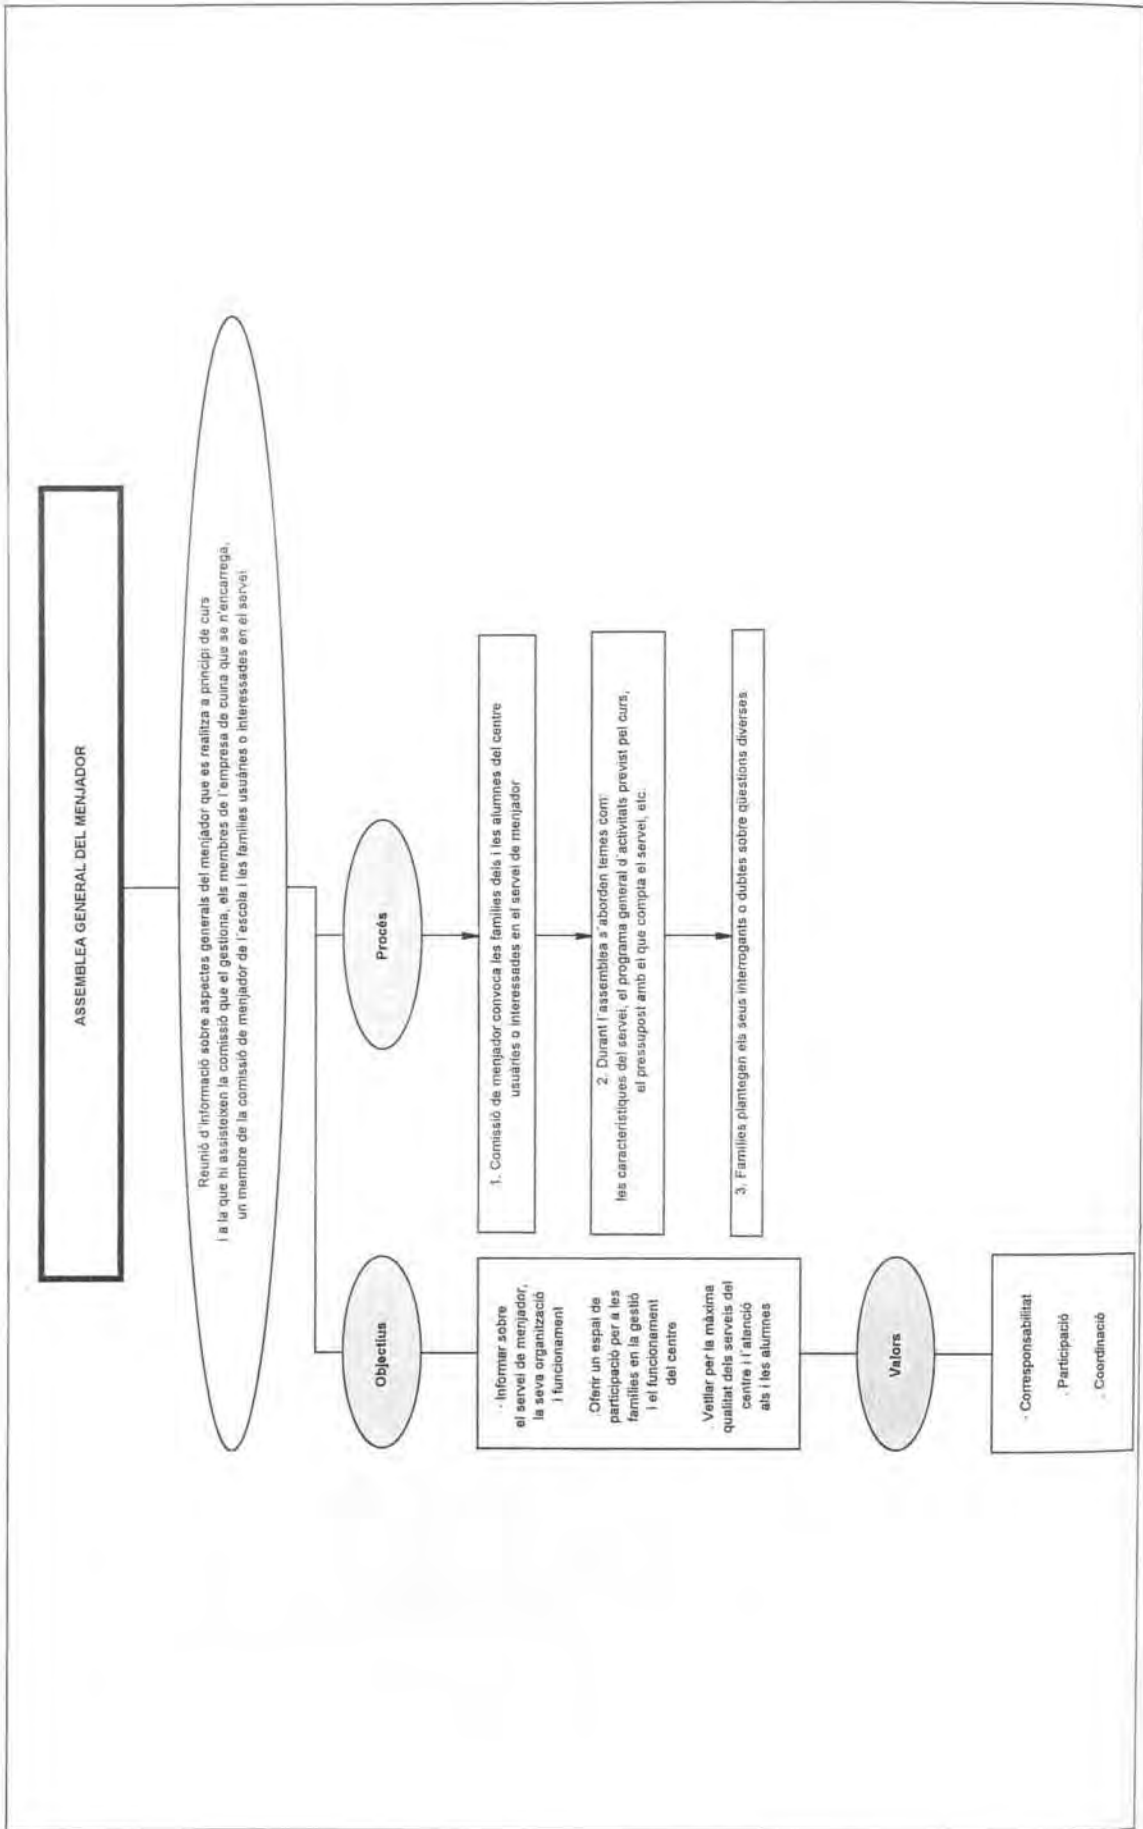 ASSEMBLEA GENERAL DEL MENJADOR
Reunió d'informació sobre aspectes generals del menjador que es realitza a principi de curs
i a la que hi assisteixen la comissió que el gestiona, els membres de l'empresa de cuina que se n'encarrega,
un membre de la comissió de menjador de l'escola i les famílies usuàries o interessades en el servei
Objectius
. Informar sobre
el servei de menjador,
la seva organització
i funcionament
. Oferir un espai de
participació per a les
famílies en la gestió
i el funcionament
del centre
. Vetllar per la màxima
qualitat dels serveis del
centre i l'atenció
als i les alumnes
Valors
. Corresponsabilitat
. Participació
. Coordinació
Procés
1. Comissió de menjador convoca les famílies dels i les alumnes del centre
usuàries o interessades en el servei de menjador
2. Durant l'assemblea s'aborden temes com:
les característiques del servei, el programa general d'activitats previst pel curs,
el pressupost amb el que compta el servei, etc.
3. Famílies plantegen els seus interrogants o dubtes sobre qüestions diverses